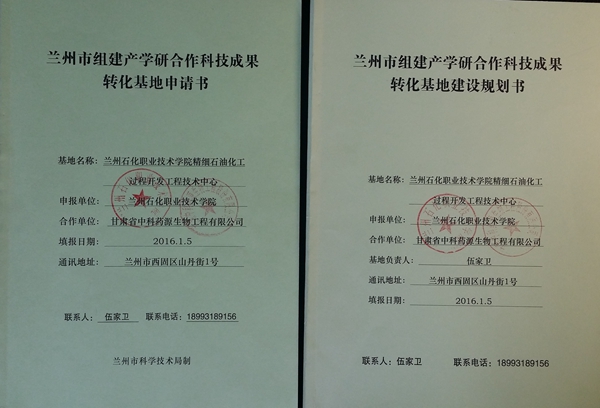 兰州市组建产学研合作科技成果
转化基地申请书
基地名称：兰州石化职业技术学院精细石油化工
过程开发工程技术中心
申报单位：兰州石化职业技术学院
合作单位：甘肃省中科药源生物工程有限公司
填报日期：2016.1.5
通讯地址：兰州市西固区山丹街1号
联系人：伍家卫 联系电话：18993189156
兰州市科学技术局制
兰州市组建产学研合作科技成果
转化基地建设规划书
基地名称：兰州石化职业技术学院精细石油化工
过程开发工程技术中心
申报单位：兰州石化职业技术学院
合作单位：甘肃省中科药源生物工程有限公司
基地负责人：伍家卫
通讯地址：兰州市西固区山丹街1号
填报日期：2016.1.5
联系人：伍家卫 联系电话：18993189156